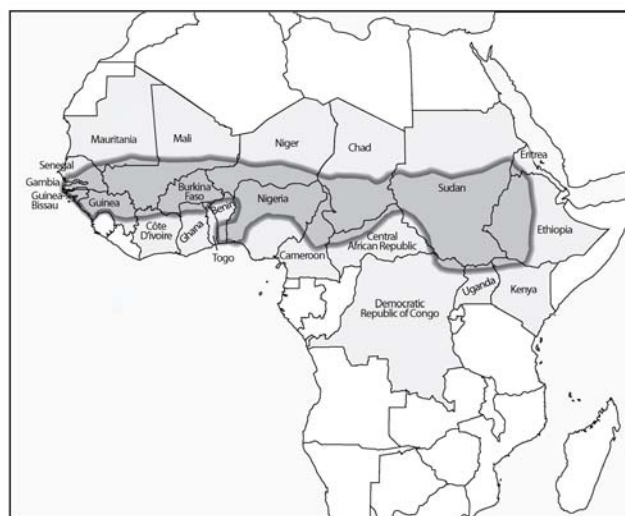 Mauritania
Mali
Niger
Chad
Eritrea
Senegal
Gambia
Guinea-
Bissau
Guinea
Burkina
Faso
Benin
Nigeria
Sudan
Ethiopia
Côte
D'ivoire
Ghana
Togo
Cameroon
Central
African Republic
Uganda
Kenya
Democratic
Republic of Congo